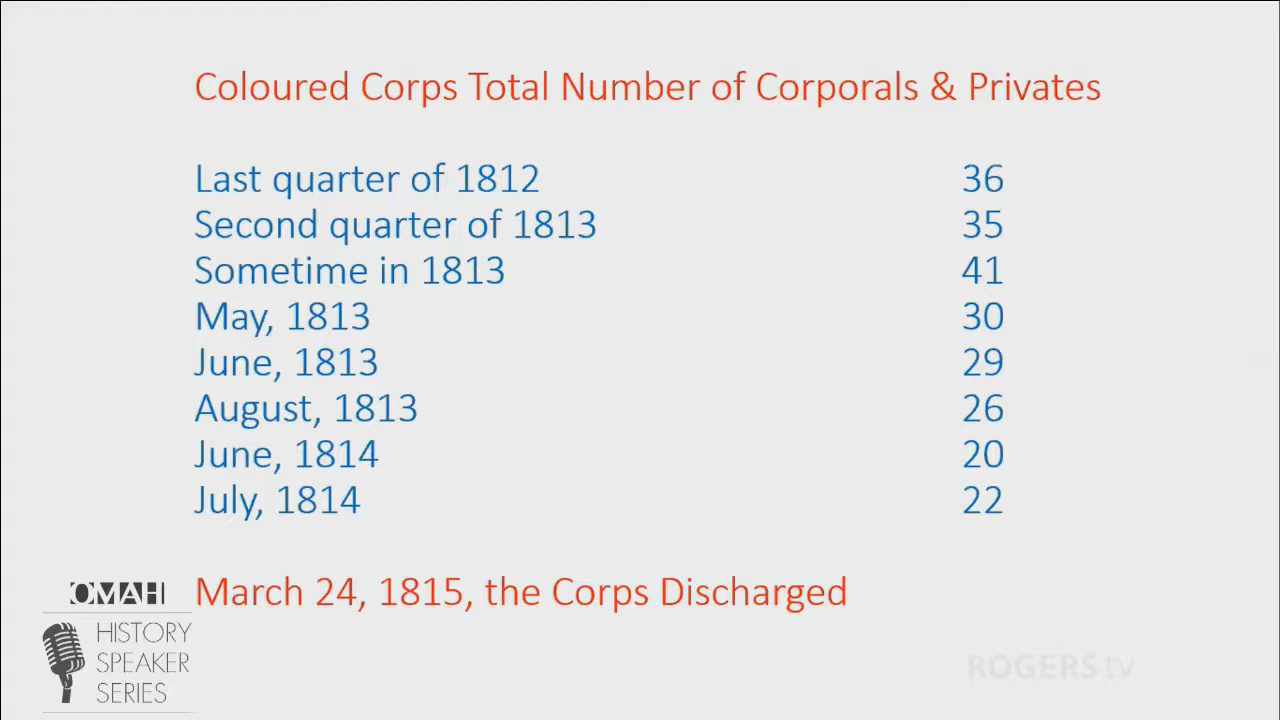 Coloured Corps Total Number of Corporals & Privates
Last quarter of 1812 36
Second quarter of 1813 35
Sometime in 1813 41
May, 1813 30
June, 1813 29
August, 1813 26
June, 1814 20
July, 1814 22
March 24, 1815, the Corps Discharged
OMAH
HISTORY
SPEAKER
SERIES
ROGERS tv